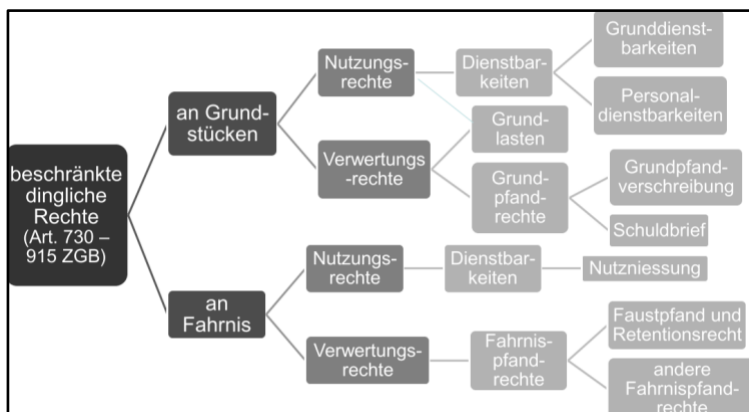 beschränkte
dingliche
Rechte
(Art. 730 –
915 ZGB)
an Grund-
stücken
Nutzungs-
rechte
Dienstbar-
keiten
Grunddienst
barkeiten
Personal-
dienstbarkeiten
Verwertungs
-rechte
Grund-
lasten
Grund-
pfand-
rechte
Grundpfand-
verschreibung
Schuldbrief
an
Fahrnis
Nutzungs-
rechte
Dienstbar-
keiten
Nutzniessung
Verwertungs-
rechte
Fahrnis-
pfand-
rechte
Faustpfand und
Retentionsrecht
andere
Fahrnispfand-
rechte